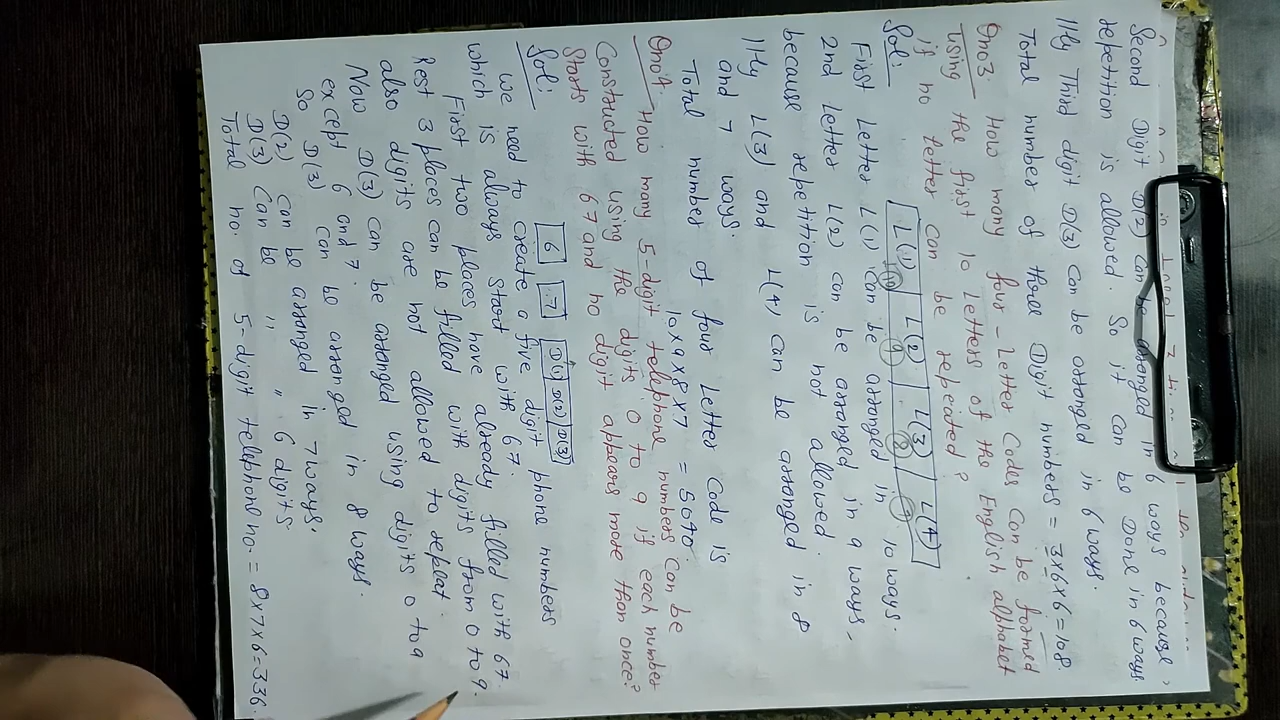 Second Digit D(2) can be arranged in 6 ways because
repetition is allowed. So it can be Done in 6 ways.
11ly Third digit D(3) can be arranged in 6 ways.
Total number of three Digit numbers = 3x6x6=108
Qno3: How many four-Letter Codes can be formed
using the first 10 letters of the English alphabet
if no letter can be repeated?
Sol: L(1) L(2) L(3) L(4)
10 9 8 7
First Letter L(1) can be arranged in 10 ways.
2nd Letter L(2) can be arranged in 9 ways,
because repetition is not allowed.
11ly L(3) and L(4) can be arranged in 8
and 7 ways.
Total number of four Letter Code is
10x9x8x7 = 5040
Qno4. How many 5-digit telephone numbers can be
Constructed using the digits 0 to 9 if each number
Starts with 67 and no digit appears more than once?
Sol: 6 7 D(1) D(2) D(3)
we need to create a five digit phone numbers
which is always start with 67.
First two places have already filled with 67.
Rest 3 places can be filled with digits from 0 to 9.
also digits are not allowed to repeat.
Now D(3) can be arranged using digits 0 to 9
except 6 and 7.
So D(3) can be arranged in 8 ways.
D(2) can be arranged in 7 ways.
D(3) Can be " " 6 digits.
Total no. of 5-digit telephone no. = 8x7x6=336.